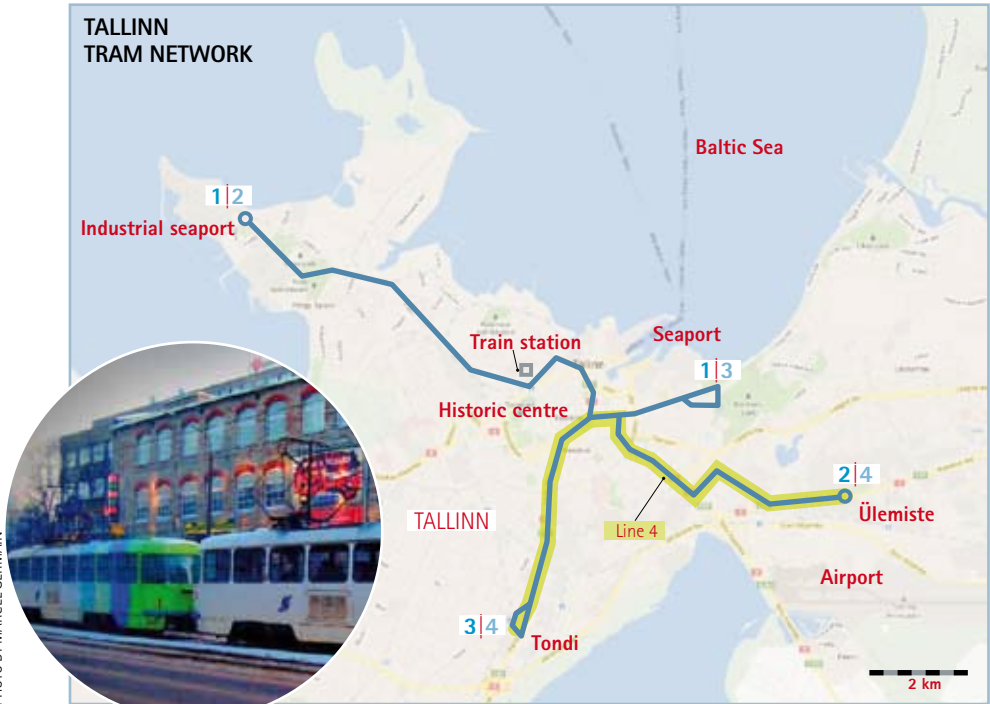 TALLINN
TRAM NETWORK
Baltic Sea
1|2
Industrial seaport
Train station
Seaport
1|3
Historic centre
2|4
Ülemiste
TALLINN
Line 4
Airport
3|4
Tondi
2 km